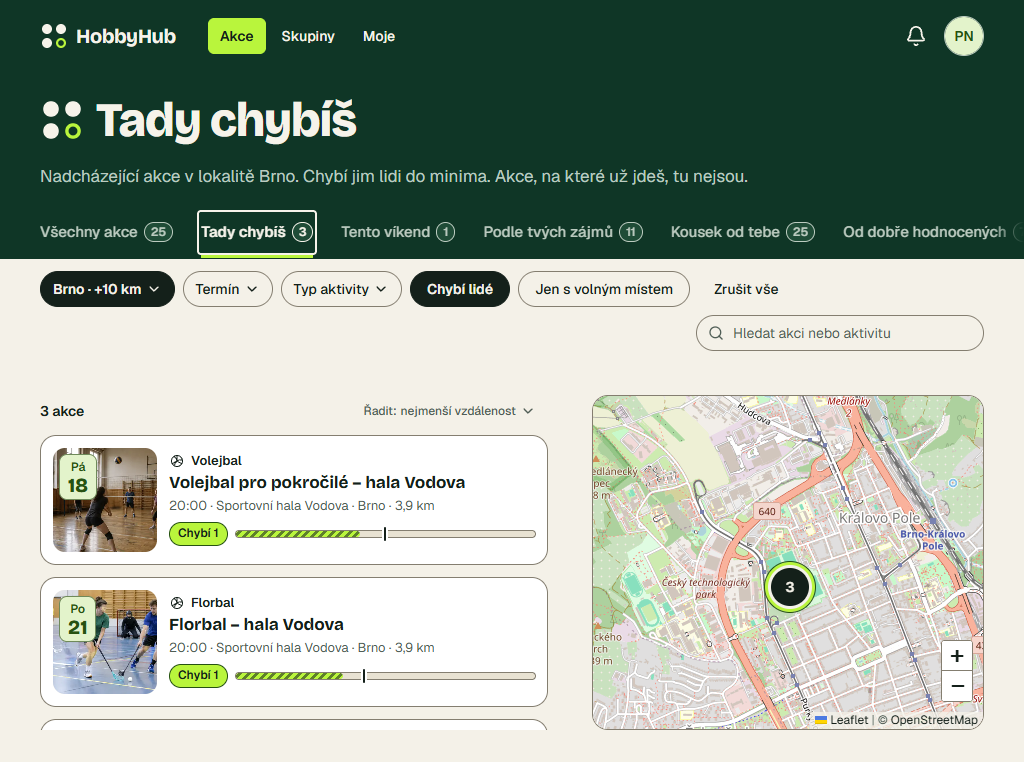 HobbyHub
Akce
Skupiny
Moje
PN
Tady chybíš
Nadcházející akce v lokalitě Brno. Chybí jim lidi do minima. Akce, na které už jdeš, tu nejsou.
Všechny akce 25
Tady chybíš 3
Tento víkend 1
Podle tvých zájmů 11
Kousek od tebe 25
Od dobře hodnocených
Brno · +10 km
Termín
Typ aktivity
Chybí lidé
Jen s volným místem
Zrušit vše
Hledat akci nebo aktivitu
3 akce
Řadit: nejmenší vzdálenost
Pá
18
Volejbal
Volejbal pro pokročilé – hala Vodova
20:00 · Sportovní hala Vodova · Brno · 3,9 km
Chybí 1
Po
21
Florbal
Florbal – hala Vodova
20:00 · Sportovní hala Vodova · Brno · 3,9 km
Chybí 1
Medlánky
2
Hudcova
640
Královo Pole
Brno-Královo
Pole
Český technologický
park
3
+
−
Leaflet | © OpenStreetMap